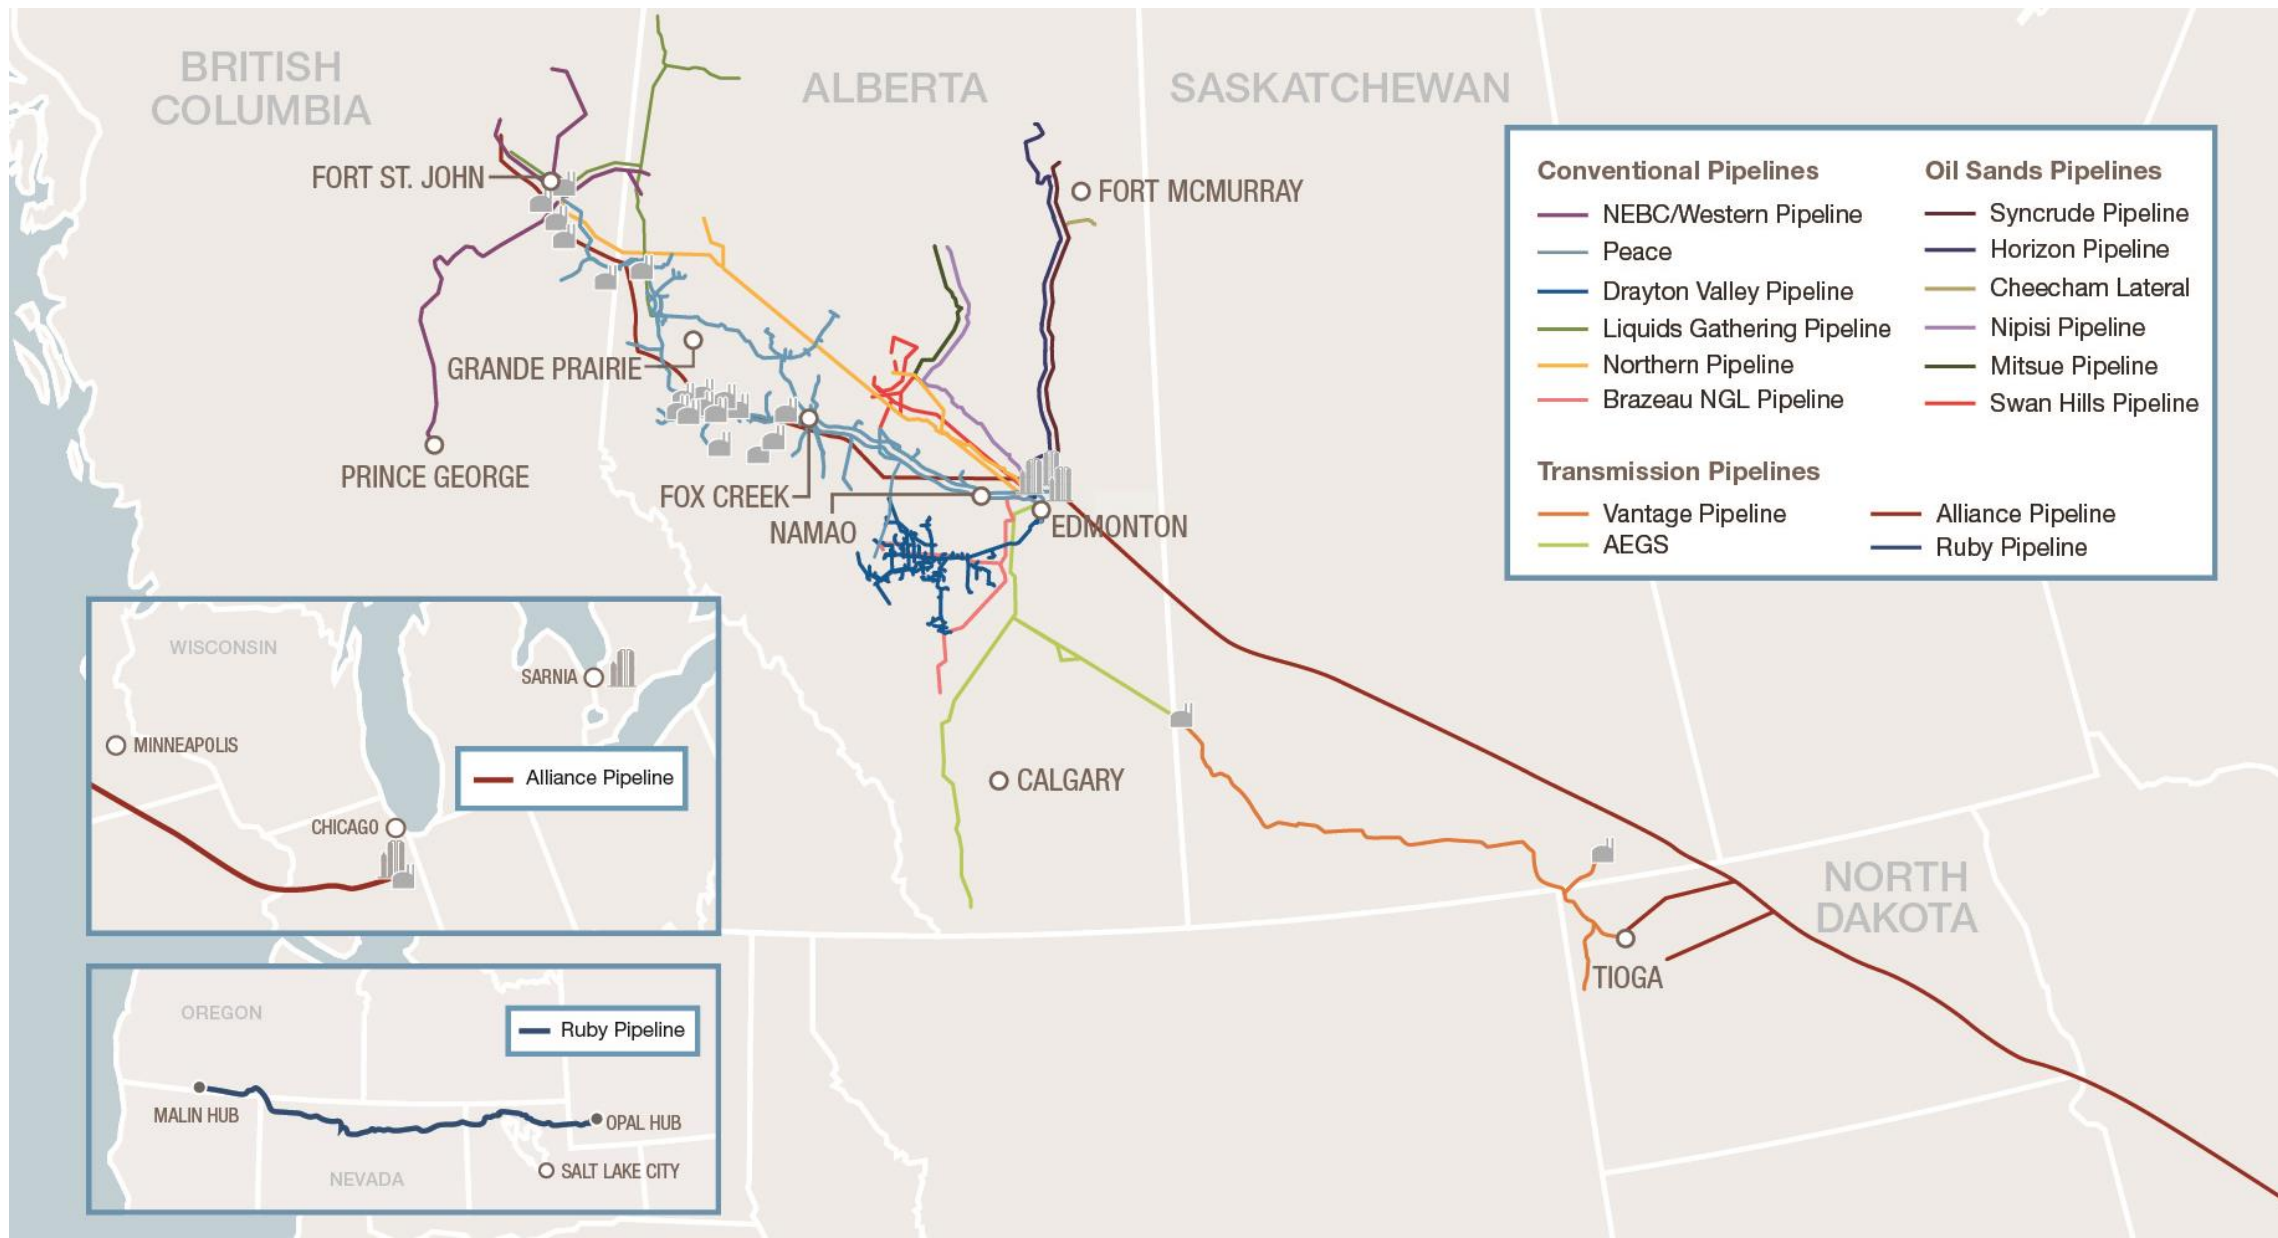 BRITISH
COLUMBIA
ALBERTA
SASKATCHEWAN
FORT ST. JOHN
FORT MCMURRAY
GRANDE PRAIRIE
PRINCE GEORGE
FOX CREEK
NAMAO
EDMONTON
CALGARY
NORTH
DAKOTA
TIOGA
Conventional Pipelines
NEBC/Western Pipeline
Peace
Drayton Valley Pipeline
Liquids Gathering Pipeline
Northern Pipeline
Brazeau NGL Pipeline
Oil Sands Pipelines
Syncrude Pipeline
Horizon Pipeline
Cheecham Lateral
Nipisi Pipeline
Mitsue Pipeline
Swan Hills Pipeline
Transmission Pipelines
Vantage Pipeline
AEGS
Alliance Pipeline
Ruby Pipeline
WISCONSIN
SARNIA
MINNEAPOLIS
Alliance Pipeline
CHICAGO
OREGON
Ruby Pipeline
MALIN HUB
OPAL HUB
SALT LAKE CITY
NEVADA